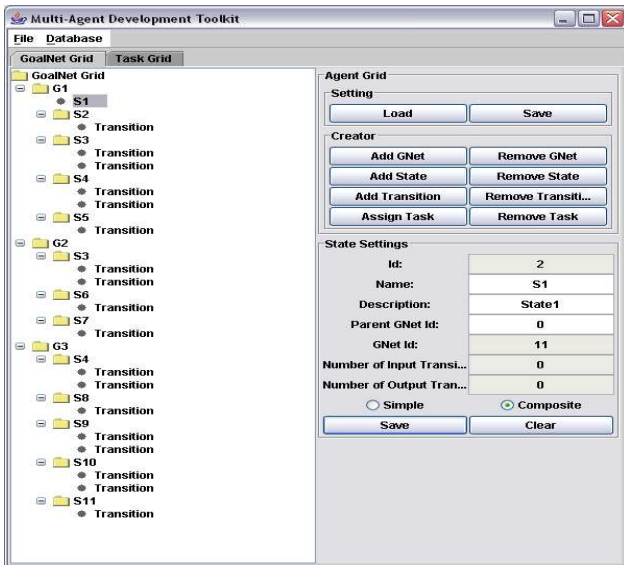 Multi-Agent Development Toolkit
File Database
GoalNet Grid Task Grid
GoalNet Grid
G1
S1
S2
Transition
S3
Transition
Transition
S4
Transition
Transition
S5
Transition
G2
S3
Transition
Transition
S6
Transition
S7
Transition
G3
S4
Transition
Transition
S8
Transition
S9
Transition
Transition
S10
Transition
Transition
S11
Transition
Agent Grid
Setting
Load Save
Creator
Add GNet Remove GNet
Add State Remove State
Add Transition Remove Transiti...
Assign Task Remove Task
State Settings
Id: 2
Name: S1
Description: State1
Parent GNet Id: 0
GNet Id: 11
Number of Input Transi... 0
Number of Output Tran... 0
Simple Composite
Save Clear